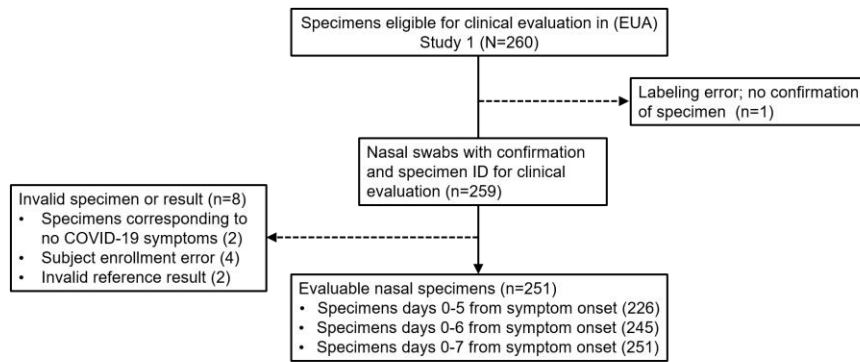 Specimens eligible for clinical evaluation in (EUA)
Study 1 (N=260)
Labeling error; no confirmation
of specimen (n=1)
Nasal swabs with confirmation
and specimen ID for clinical
evaluation (n=259)
Invalid specimen or result (n=8)
• Specimens corresponding to
no COVID-19 symptoms (2)
• Subject enrollment error (4)
• Invalid reference result (2)
Evaluable nasal specimens (n=251)
• Specimens days 0-5 from symptom onset (226)
• Specimens days 0-6 from symptom onset (245)
• Specimens days 0-7 from symptom onset (251)